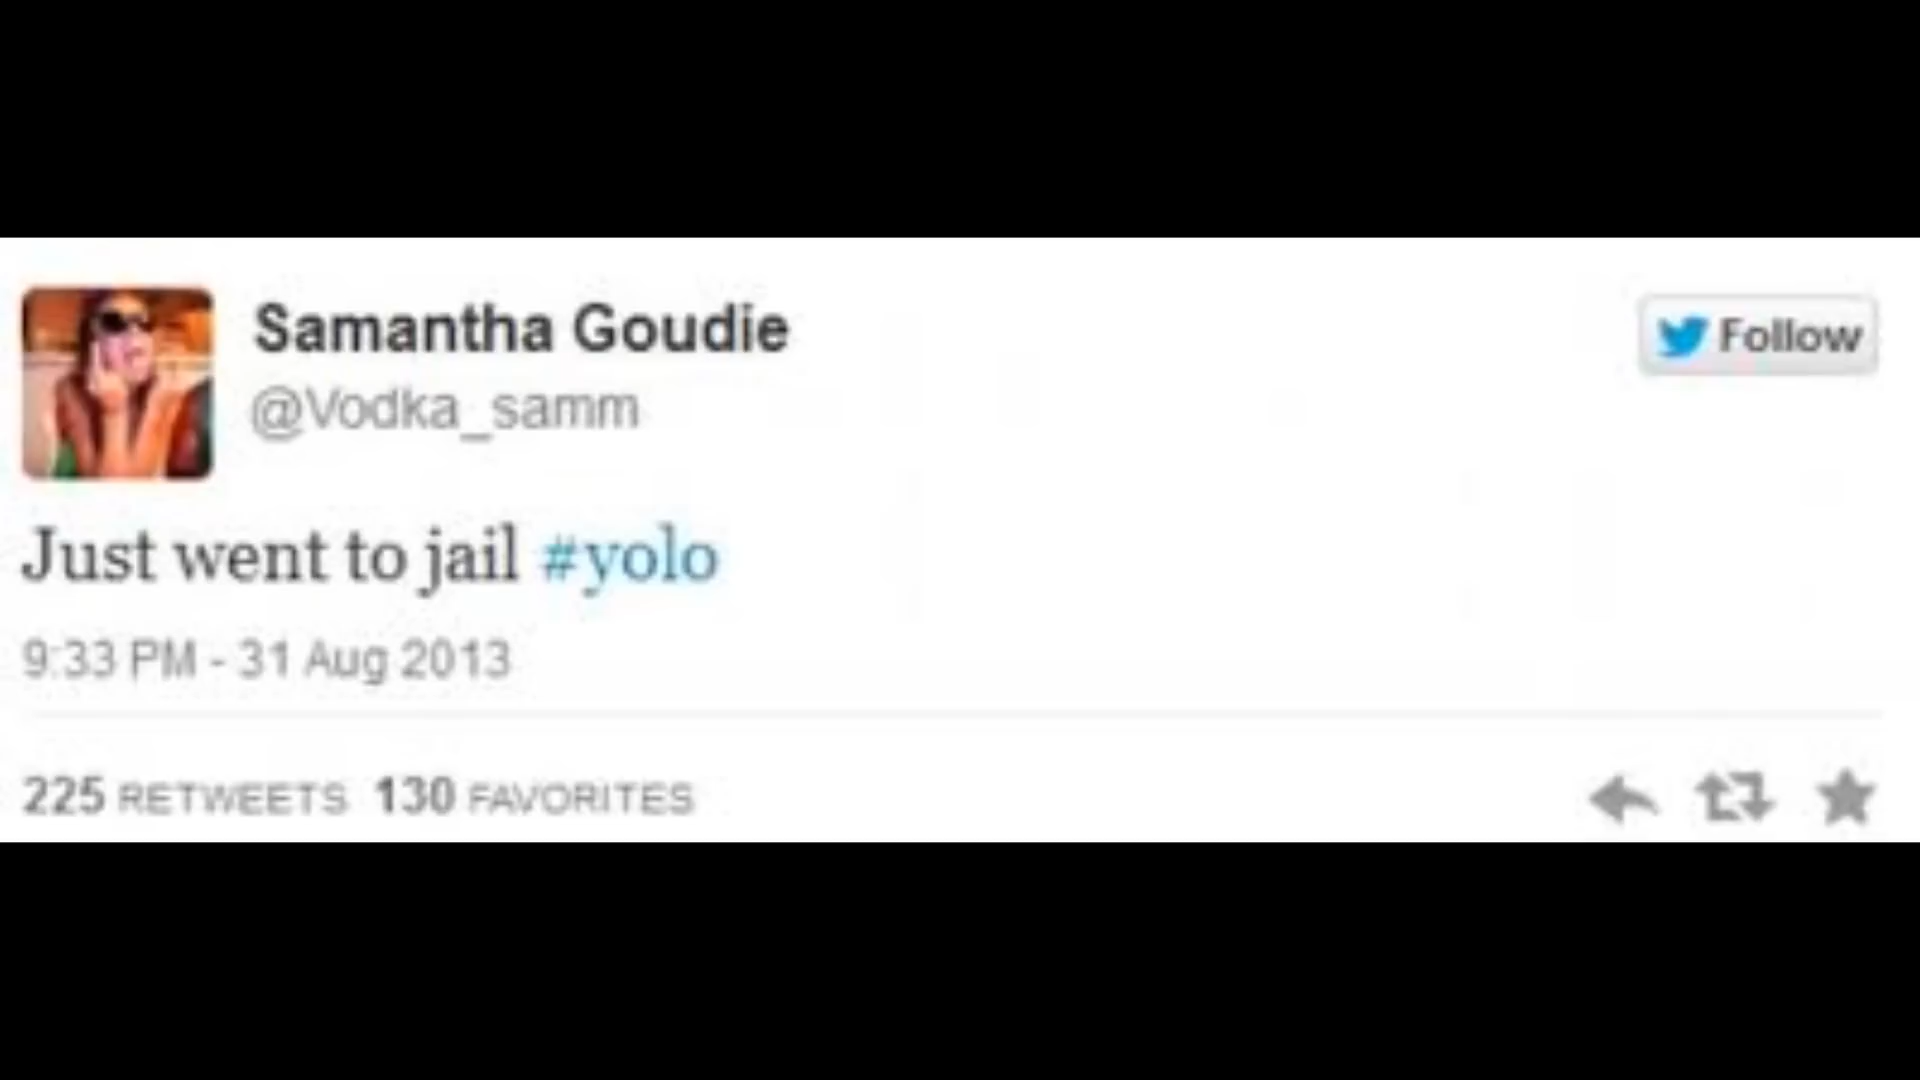 Samantha Goudie
Follow
@Vodka_samm
Just went to jail #yolo
9:33 PM - 31 Aug 2013
225 RETWEETS 130 FAVORITES